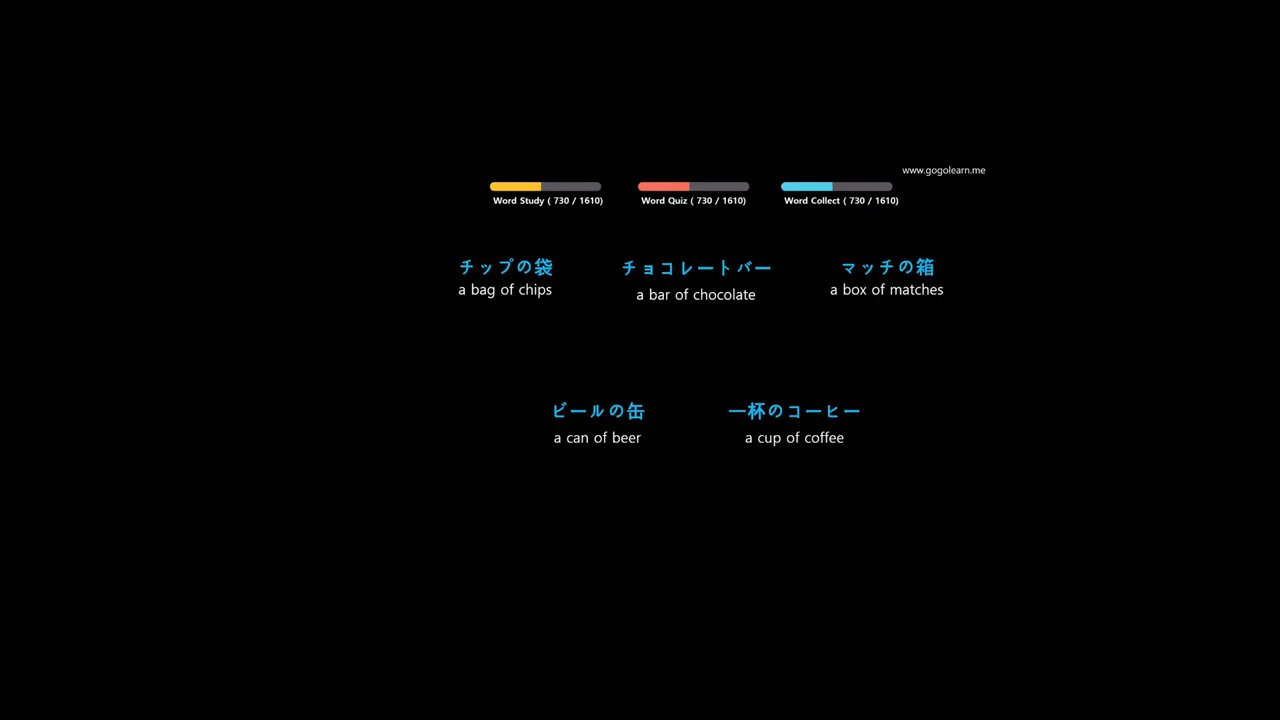 www.gogolearn.me
Word Study ( 730 / 1610)
Word Quiz ( 730 / 1610)
Word Collect ( 730 / 1610)
チップの袋
a bag of chips
チョコレートバー
a bar of chocolate
マッチの箱
a box of matches
ビールの缶
a can of beer
一杯のコーヒー
a cup of coffee